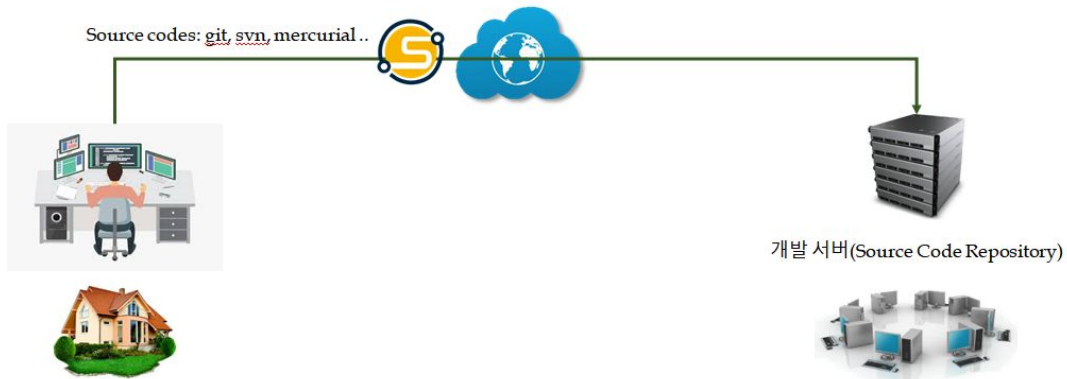 Source codes: git, svn, mercurial ..
S
개발 서버(Source Code Repository)